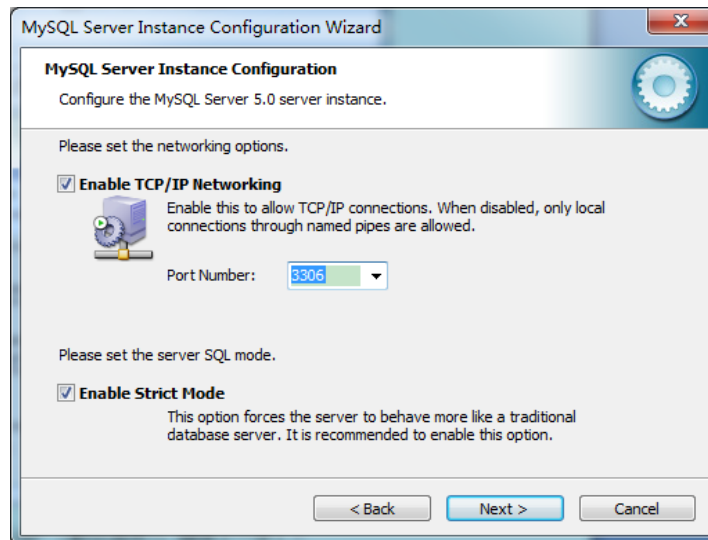 MySQL Server Instance Configuration Wizard
MySQL Server Instance Configuration
Configure the MySQL Server 5.0 server instance.
Please set the networking options.
Enable TCP/IP Networking
Enable this to allow TCP/IP connections. When disabled, only local
connections through named pipes are allowed.
Port Number: 3306
Please set the server SQL mode.
Enable Strict Mode
This option forces the server to behave more like a traditional
database server. It is recommended to enable this option.
< Back Next > Cancel